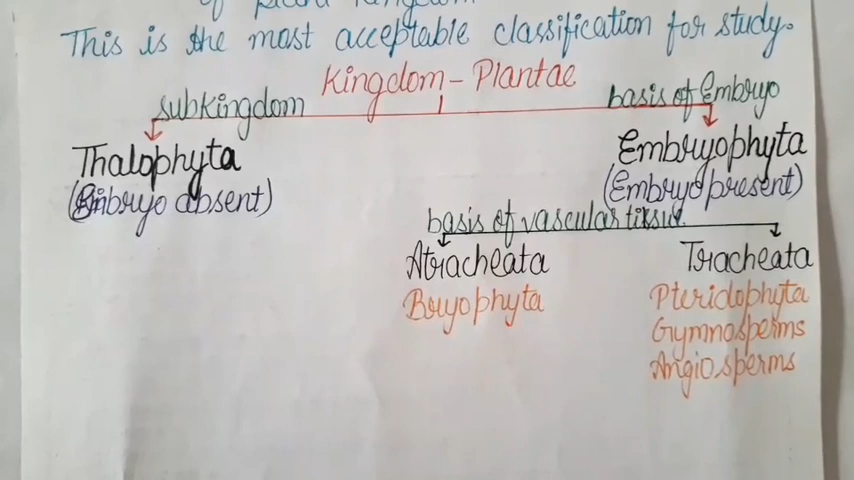 This is the most acceptable classification for study.
Kingdom - Plantae
subkingdom basis of Embryo
Thalophyta Embryophyta
(Embryo absent) (Embryo present)
basis of vascular tissue.
Atracheata Tracheata
Bryophyta Pteridophyta
Gymnosperms
Angiosperms